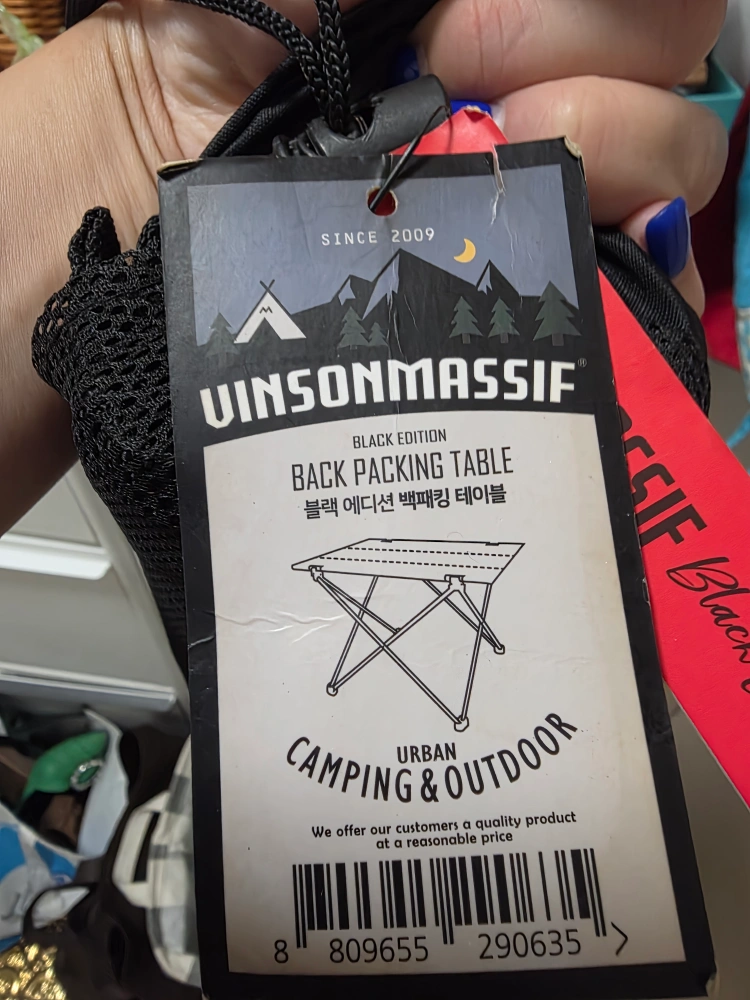 SINCE 2009
VINSONMASSIF®
BLACK EDITION
BACK PACKING TABLE
블랙 에디션 백패킹 테이블
URBAN
CAMPING & OUTDOOR
We offer our customers a quality product
at a reasonable price
8 809655 290635 >
Black